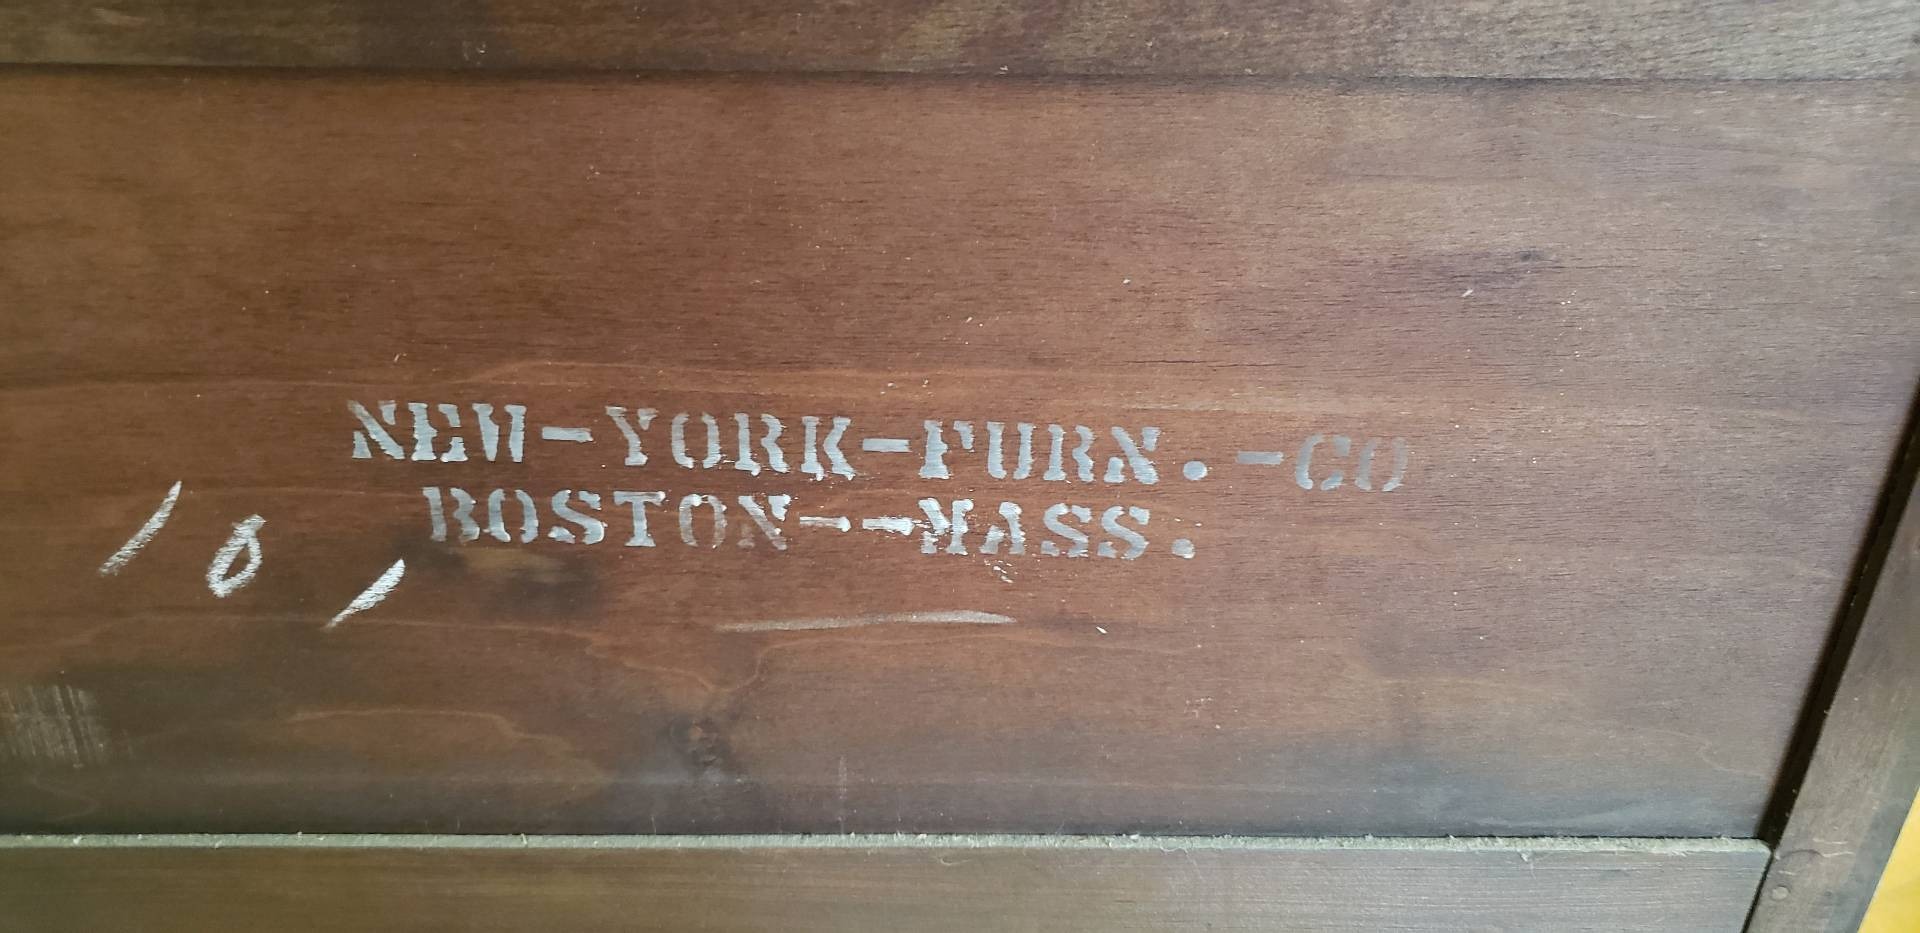 NEW-YORK-FURN.-CO
BOSTON--MASS.
101